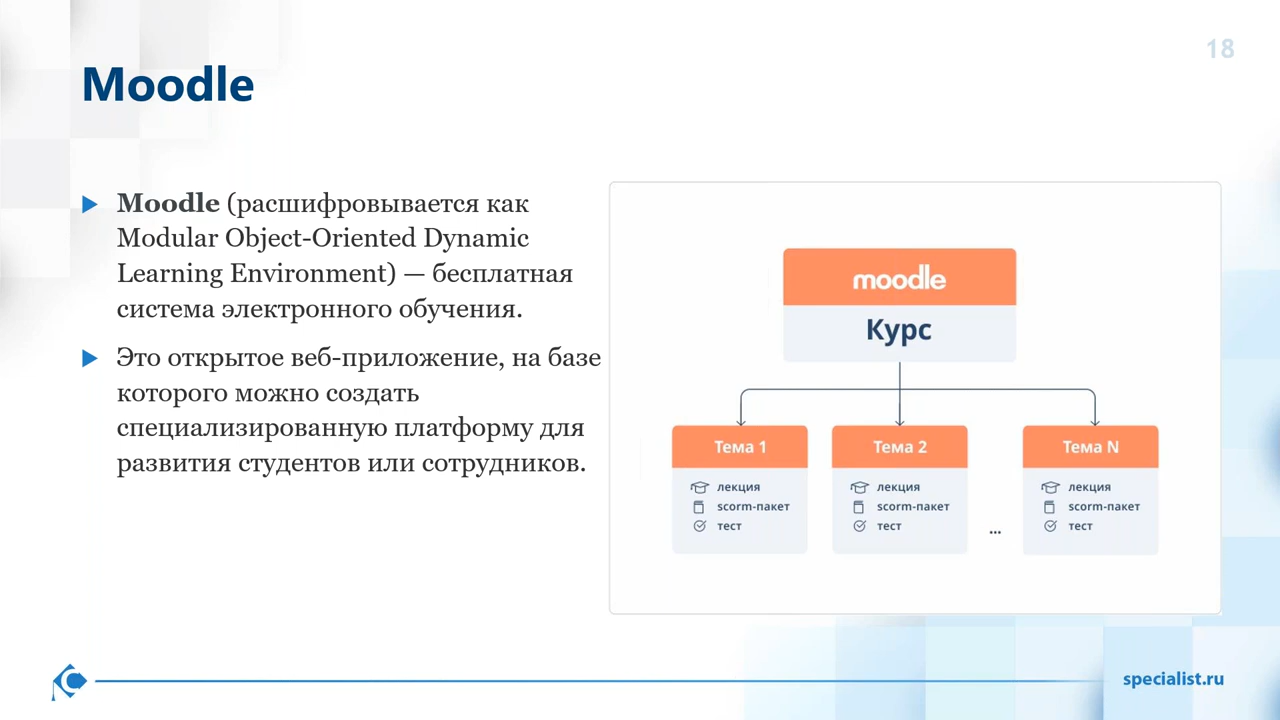 18
Moodle
Moodle (расшифровывается как
Modular Object-Oriented Dynamic
Learning Environment) — бесплатная
система электронного обучения.
Это открытое веб-приложение, на базе
которого можно создать
специализированную платформу для
развития студентов или сотрудников.
moodle
Курс
Тема 1
лекция
scorm-пакет
тест
Тема 2
лекция
scorm-пакет
тест
...
Тема N
лекция
scorm-пакет
тест
specialist.ru